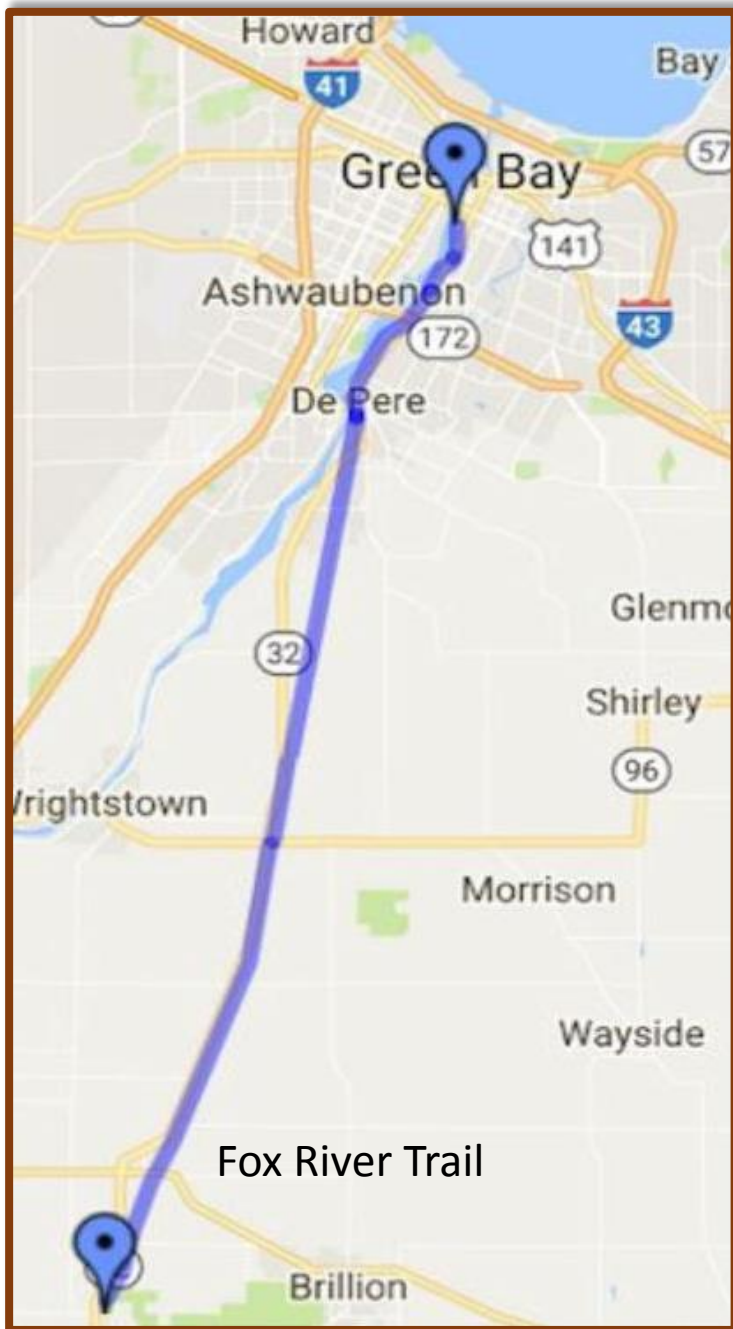 Howard
41
Bay
57
Green Bay
141
Ashwaubenon
43
172
De Pere
Glenmo
32
Shirley
96
Wrightstown
Morrison
Wayside
Fox River Trail
Brillion